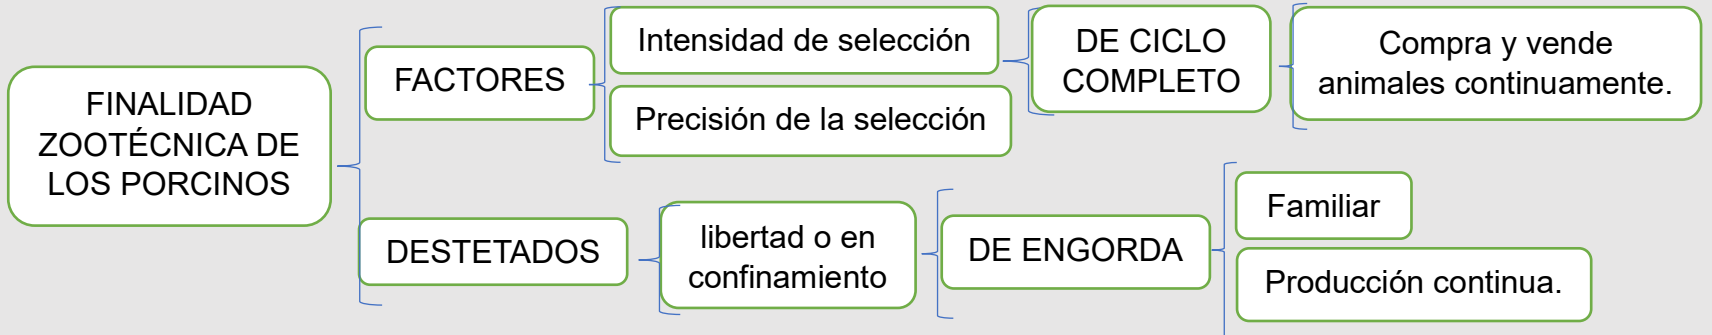 FINALIDAD
ZOOTÉCNICA DE
LOS PORCINOS
FACTORES
Intensidad de selección
Precisión de la selección
DE CICLO
COMPLETO
Compra y vende
animales continuamente.
DESTETADOS
libertad o en
confinamiento
DE ENGORDA
Familiar
Producción continua.